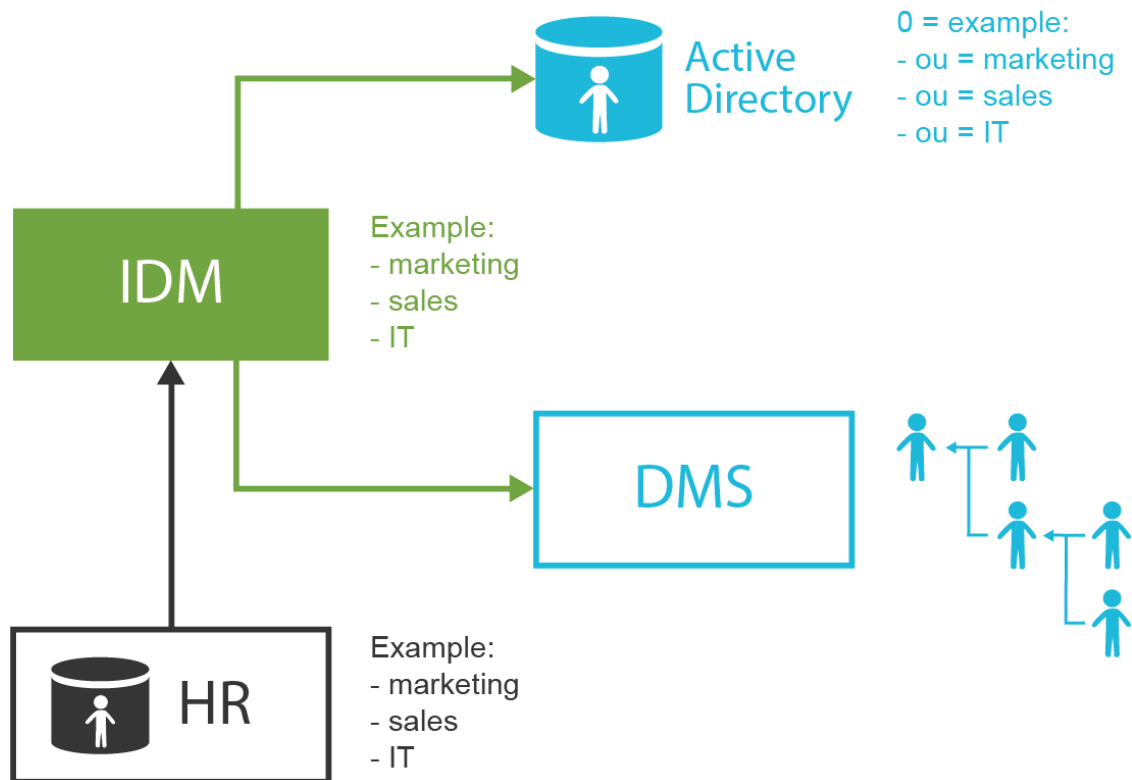 Active
Directory
0 = example:
- ou = marketing
- ou = sales
- ou = IT
IDM
Example:
- marketing
- sales
- IT
DMS
HR
Example:
- marketing
- sales
- IT